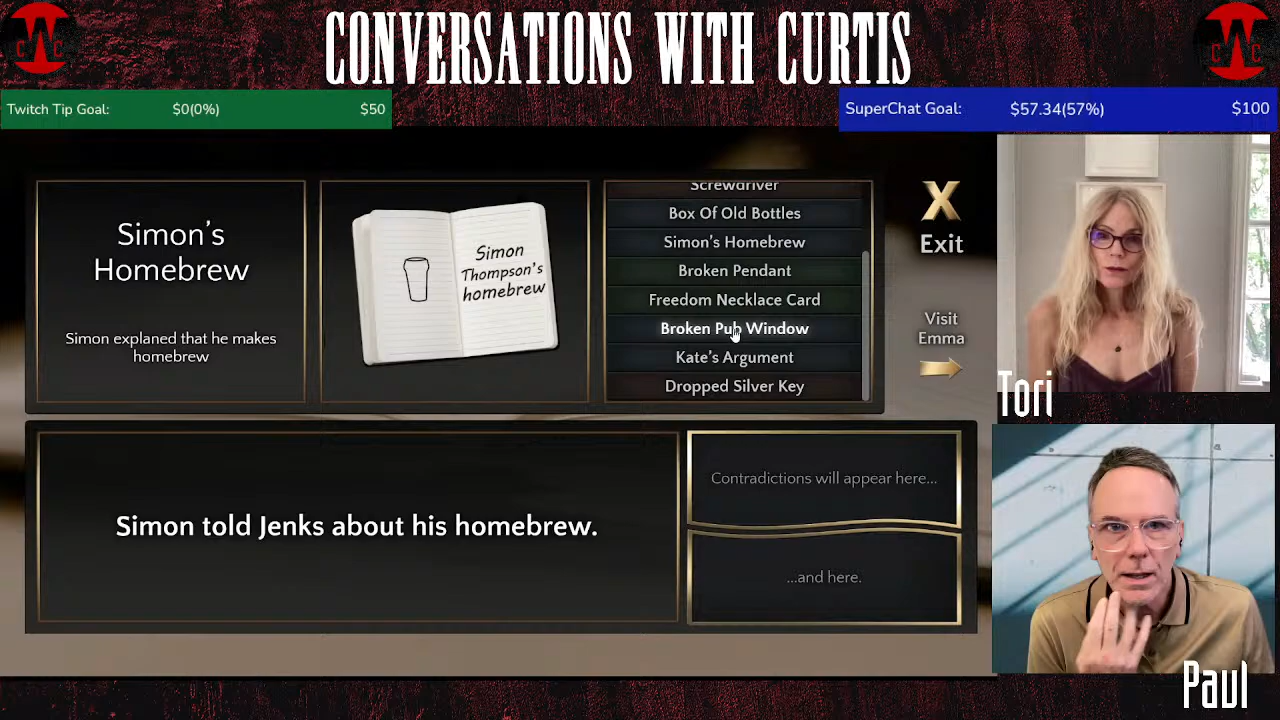 CONVERSATIONS WITH CURTIS
CWC
CWC
Twitch Tip Goal: $0(0%) $50
SuperChat Goal: $57.34(57%) $100
Simon's
Homebrew
Simon explaned that he makes
homebrew
Simon
Thompson's
homebrew
Screwdriver
Box Of Old Bottles
Simon's Homebrew
Broken Pendant
Freedom Necklace Card
Broken Pub Window
Kate's Argument
Dropped Silver Key
X
Exit
Visit
Emma
Simon told Jenks about his homebrew.
Contradictions will appear here...
...and here.
Tori
Paul